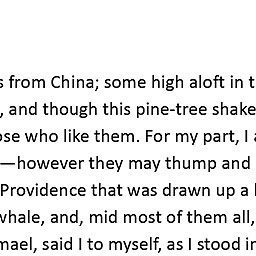 s from China; some high aloft in t
, and though this pine-tree shake
ose who like them. For my part, I a
—however they may thump and
Providence that was drawn up a l
whale, and, mid most of them all,
mael, said I to myself, as I stood in